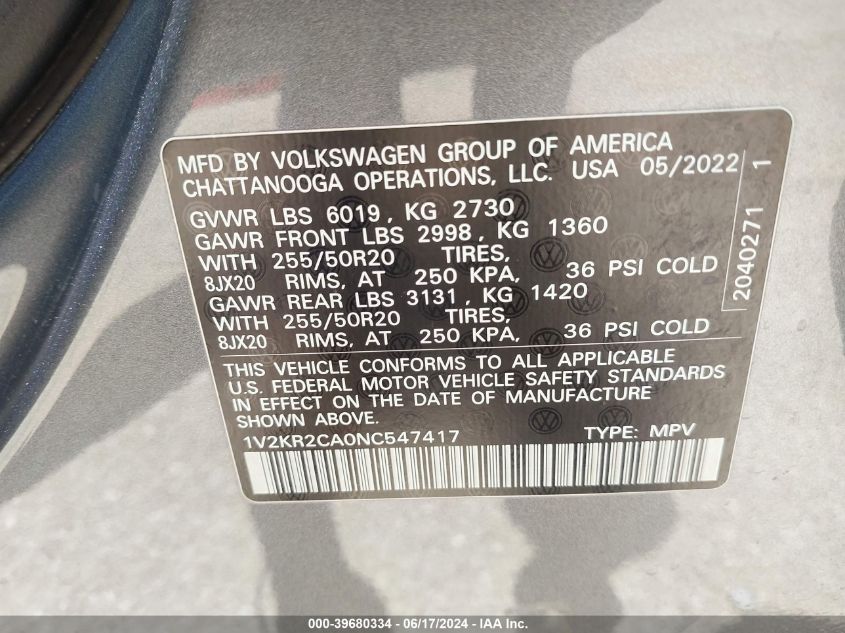 MFD BY VOLKSWAGEN GROUP OF AMERICA
CHATTANOOGA OPERATIONS, LLC. USA 05/2022
GVWR LBS 6019, KG 2730
GAWR FRONT LBS 2998, KG 1360
WITH 255/50R20 TIRES,
8JX20 RIMS, AT 250 KPA, 36 PSI COLD
GAWR REAR LBS 3131, KG 1420
WITH 255/50R20 TIRES,
8JX20 RIMS, AT 250 KPA, 36 PSI COLD
THIS VEHICLE CONFORMS TO ALL APPLICABLE
U.S. FEDERAL MOTOR VEHICLE SAFETY STANDARDS
IN EFFECT ON THE DATE OF MANUFACTURE
SHOWN ABOVE.
1V2KR2CA0NC547417 TYPE: MPV
2040271 1
000-39680334 - 06/17/2024 - IAA Inc.